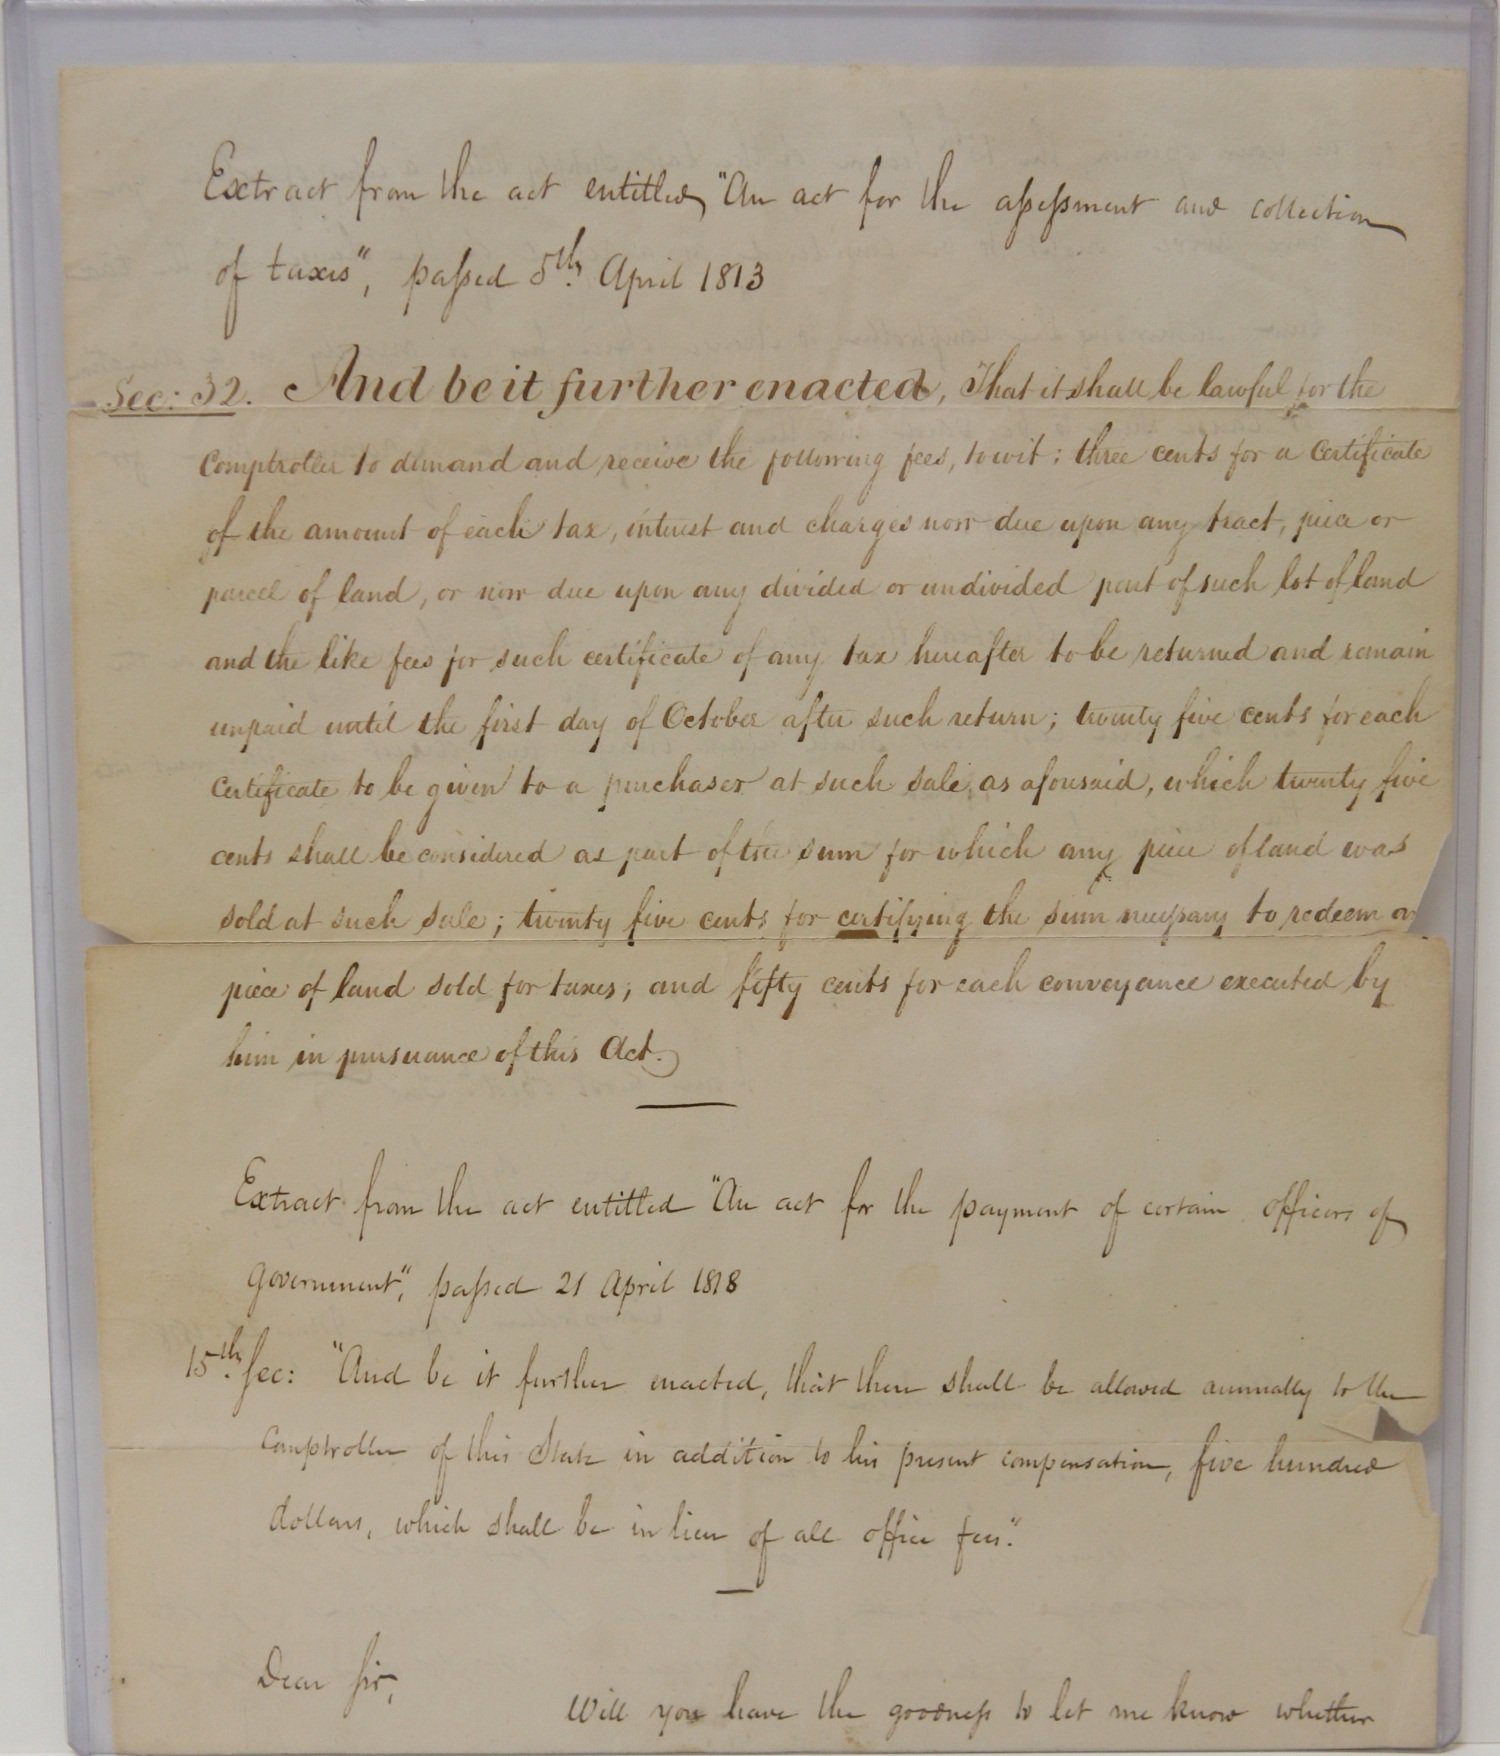 Extract from the act entitled, "An act for the assessment and collection
of taxes", passed 5th. April 1813
Sec: 32. And be it further enacted, That it shall be lawful for the
Comptroller to demand and receive the following fees, to wit: three cents for a Certificate
of the amount of each tax, interest and charges now due upon any tract, piece or
parcel of land, or now due upon any divided or undivided part of such lot of land
and the like fees for such certificate of any tax hereafter to be returned and remain
unpaid until the first day of October after such return; twenty five cents for each
Certificate to be given to a purchaser at such sale, as aforesaid, which twenty five
cents shall be considered as part of the sum for which any piece of land was
sold at such sale; twenty five cents for certifying the sum necessary to redeem
piece of land sold for taxes; and fifty cents for each conveyance executed by
him in pursuance of this Act.
Extract from the act entitled "An act for the payment of certain officers of
Government", passed 21 April 1818
15th. Sec: "And be it further enacted, that there shall be allowed annually to the
Comptroller of this State in addition to his present compensation, five hundred
dollars, which shall be in lieu of all office fees."
Dear Sir,
Will you have the goodness to let me know whether